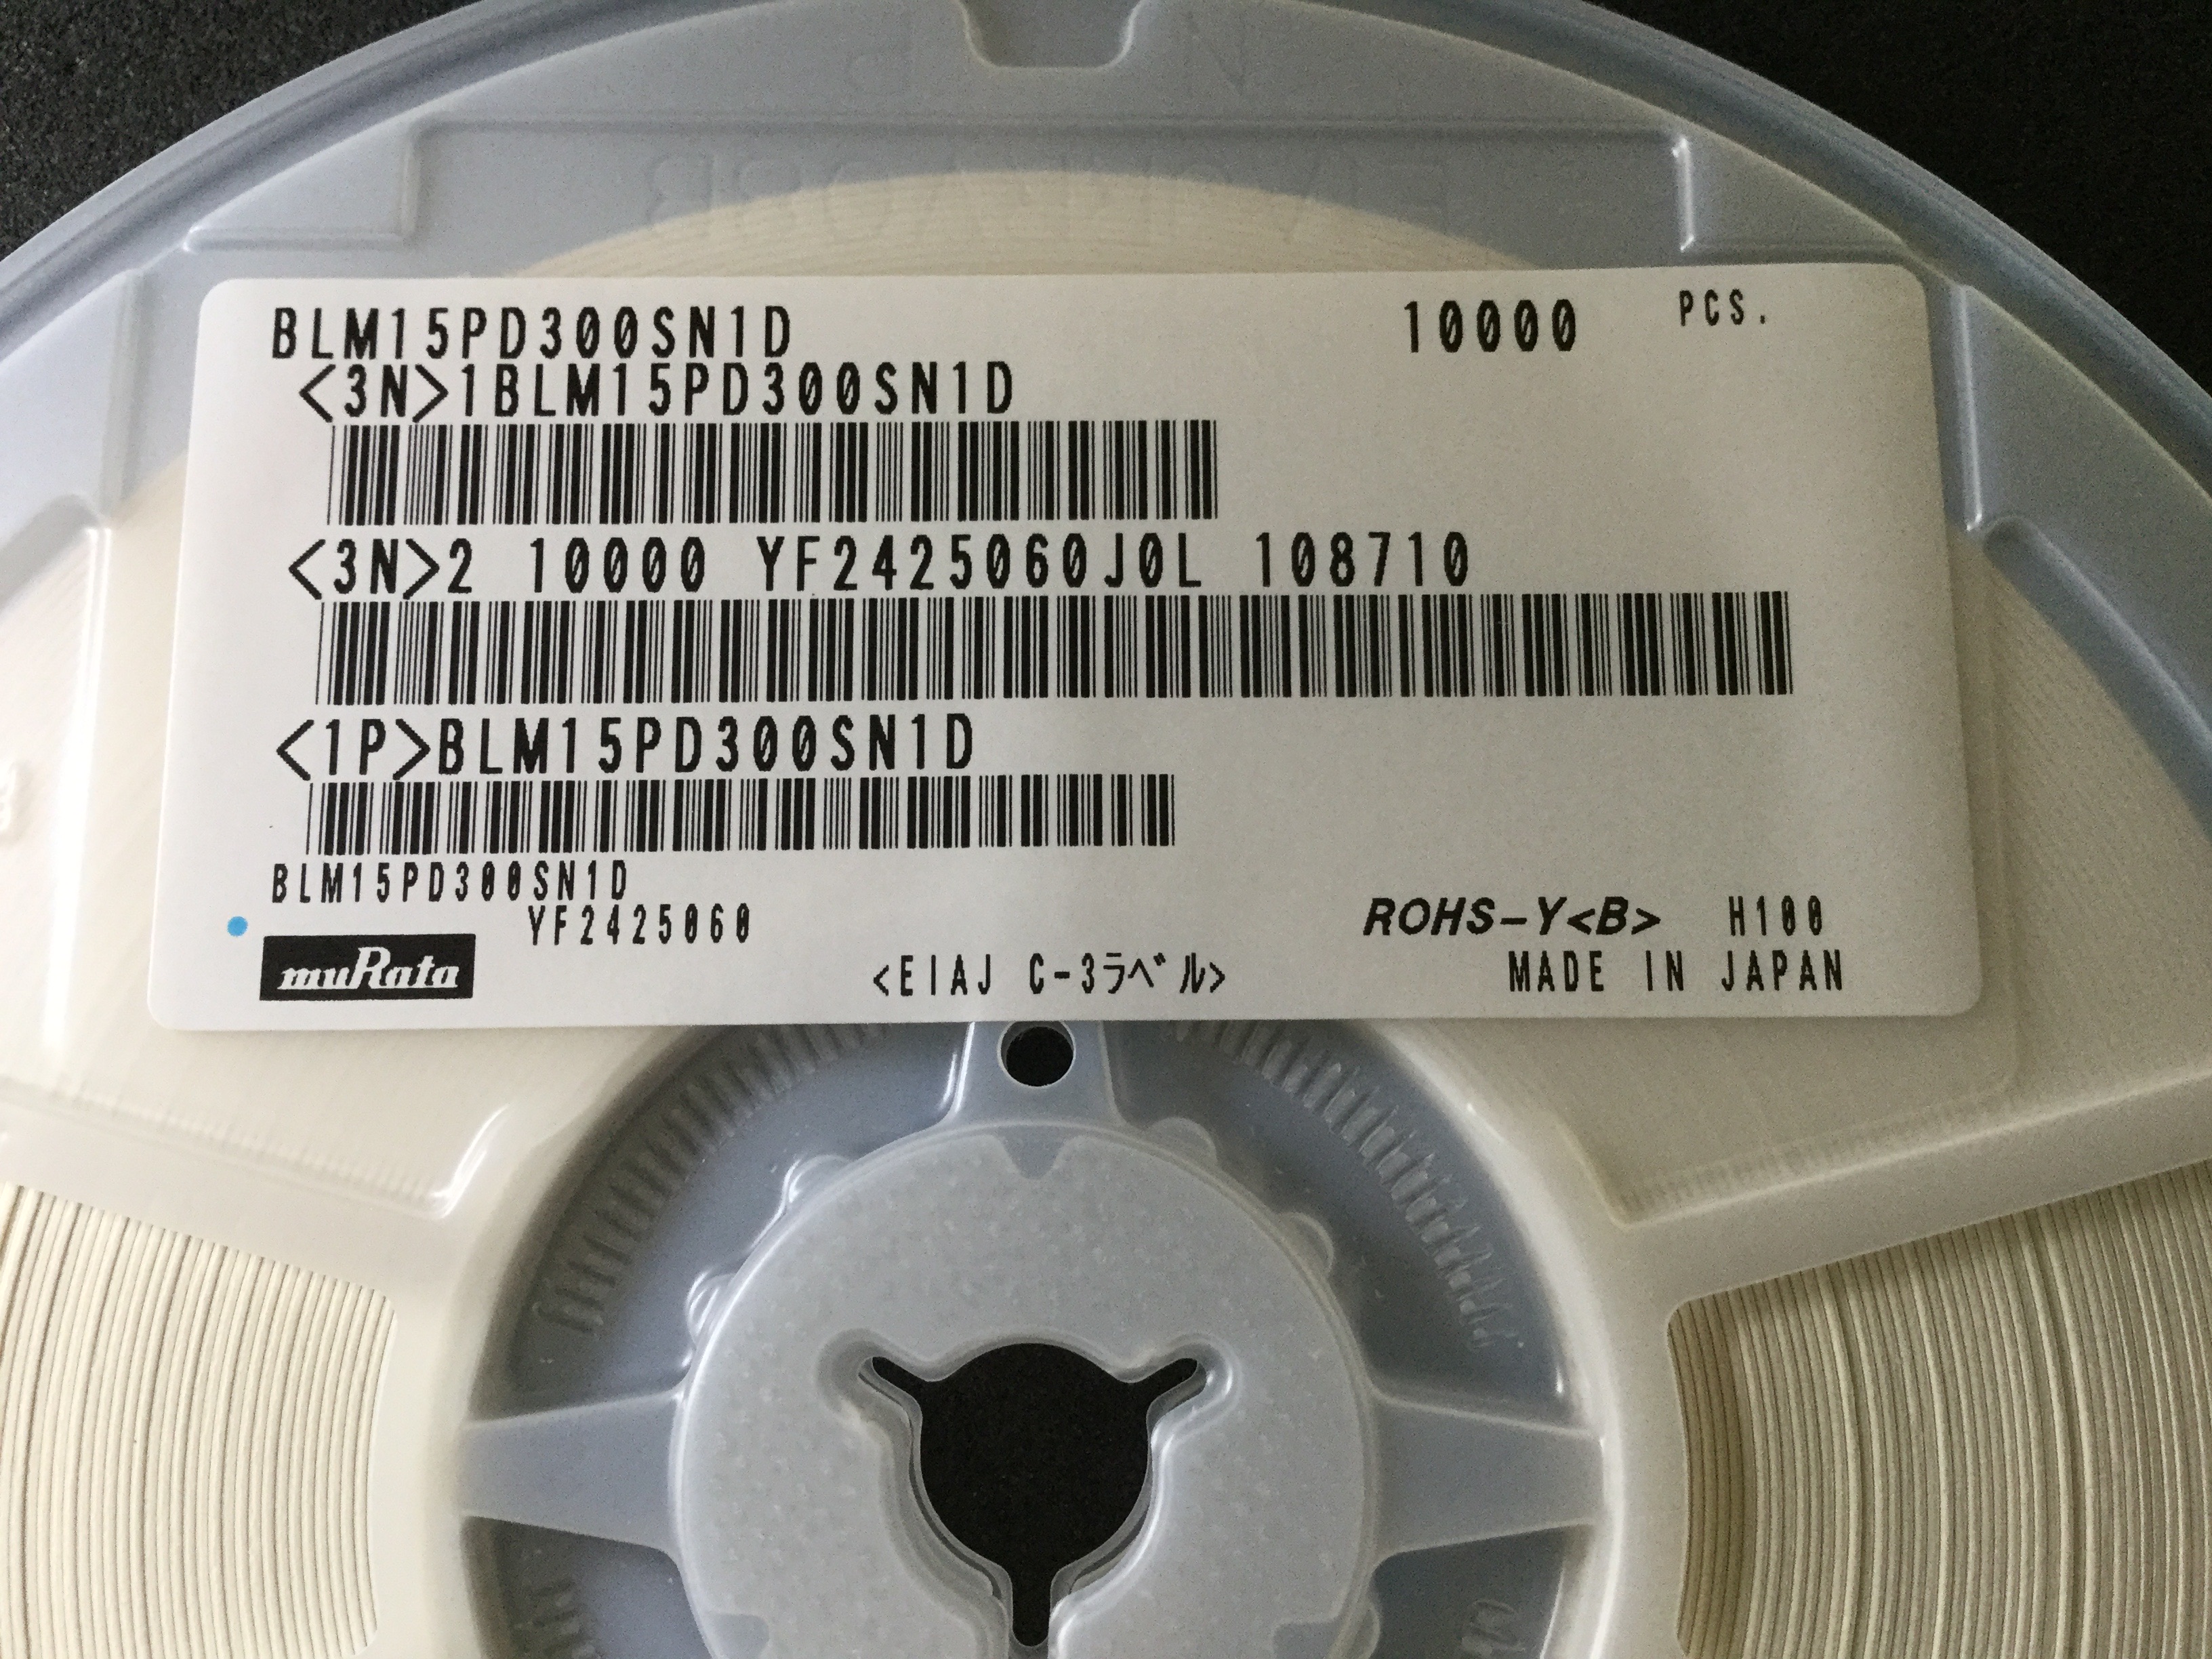 BLM15PD300SN1D 10000 PCS.
<3N>1BLM15PD300SN1D
<3N>2 10000 YF2425060J0L 108710
<1P>BLM15PD300SN1D
BLM15PD300SN1D
YF2425060
ROHS-Y<B> H100
muRata
<EIAJ C-3ラベル>
MADE IN JAPAN